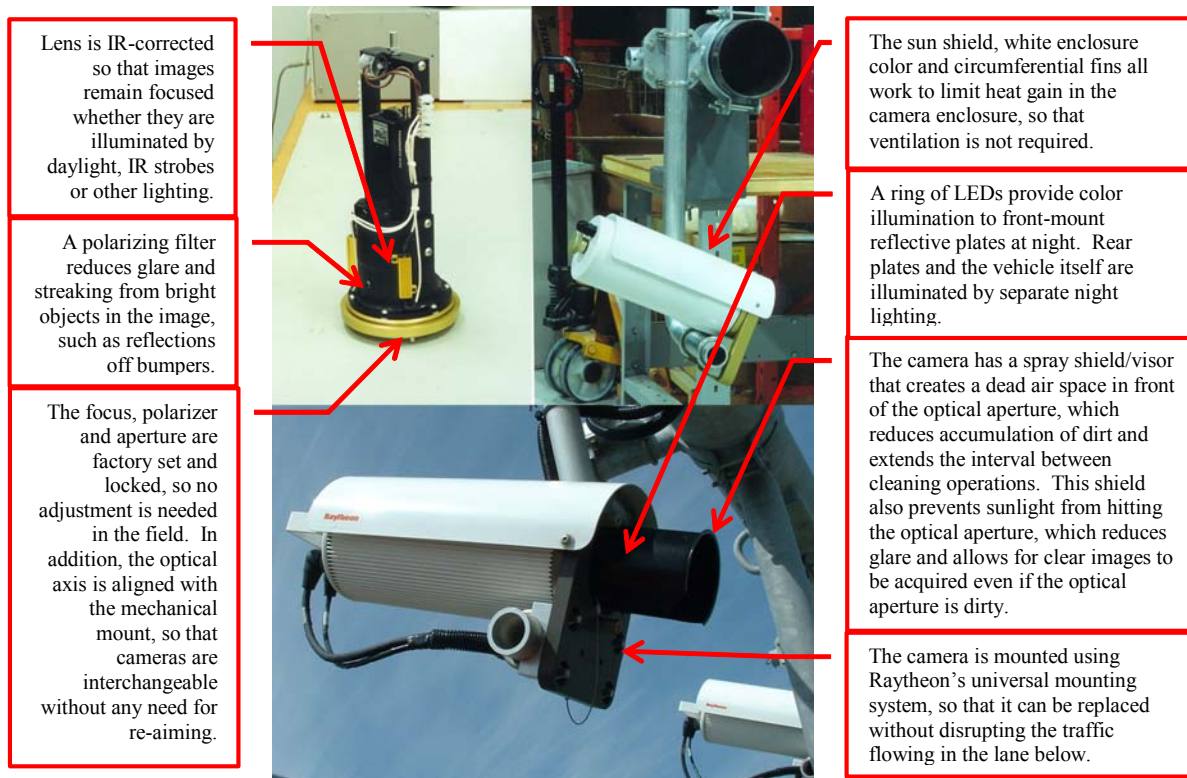 Lens is IR-corrected
so that images
remain focused
whether they are
illuminated by
daylight, IR strobes
or other lighting.
A polarizing filter
reduces glare and
streaking from bright
objects in the image,
such as reflections
off bumpers.
The focus, polarizer
and aperture are
factory set and
locked, so no
adjustment is needed
in the field.  In
addition, the optical
axis is aligned with
the mechanical
mount, so that
cameras are
interchangeable
without any need for
re-aiming.
Raytheon
The sun shield, white enclosure
color and circumferential fins all
work to limit heat gain in the
camera enclosure, so that
ventilation is not required.
A ring of LEDs provide color
illumination to front-mount
reflective plates at night.  Rear
plates and the vehicle itself are
illuminated by separate night
lighting.
The camera has a spray shield/visor
that creates a dead air space in front
of the optical aperture, which
reduces accumulation of dirt and
extends the interval between
cleaning operations.  This shield
also prevents sunlight from hitting
the optical aperture, which reduces
glare and allows for clear images to
be acquired even if the optical
aperture is dirty.
The camera is mounted using
Raytheon’s universal mounting
system, so that it can be replaced
without disrupting the traffic
flowing in the lane below.